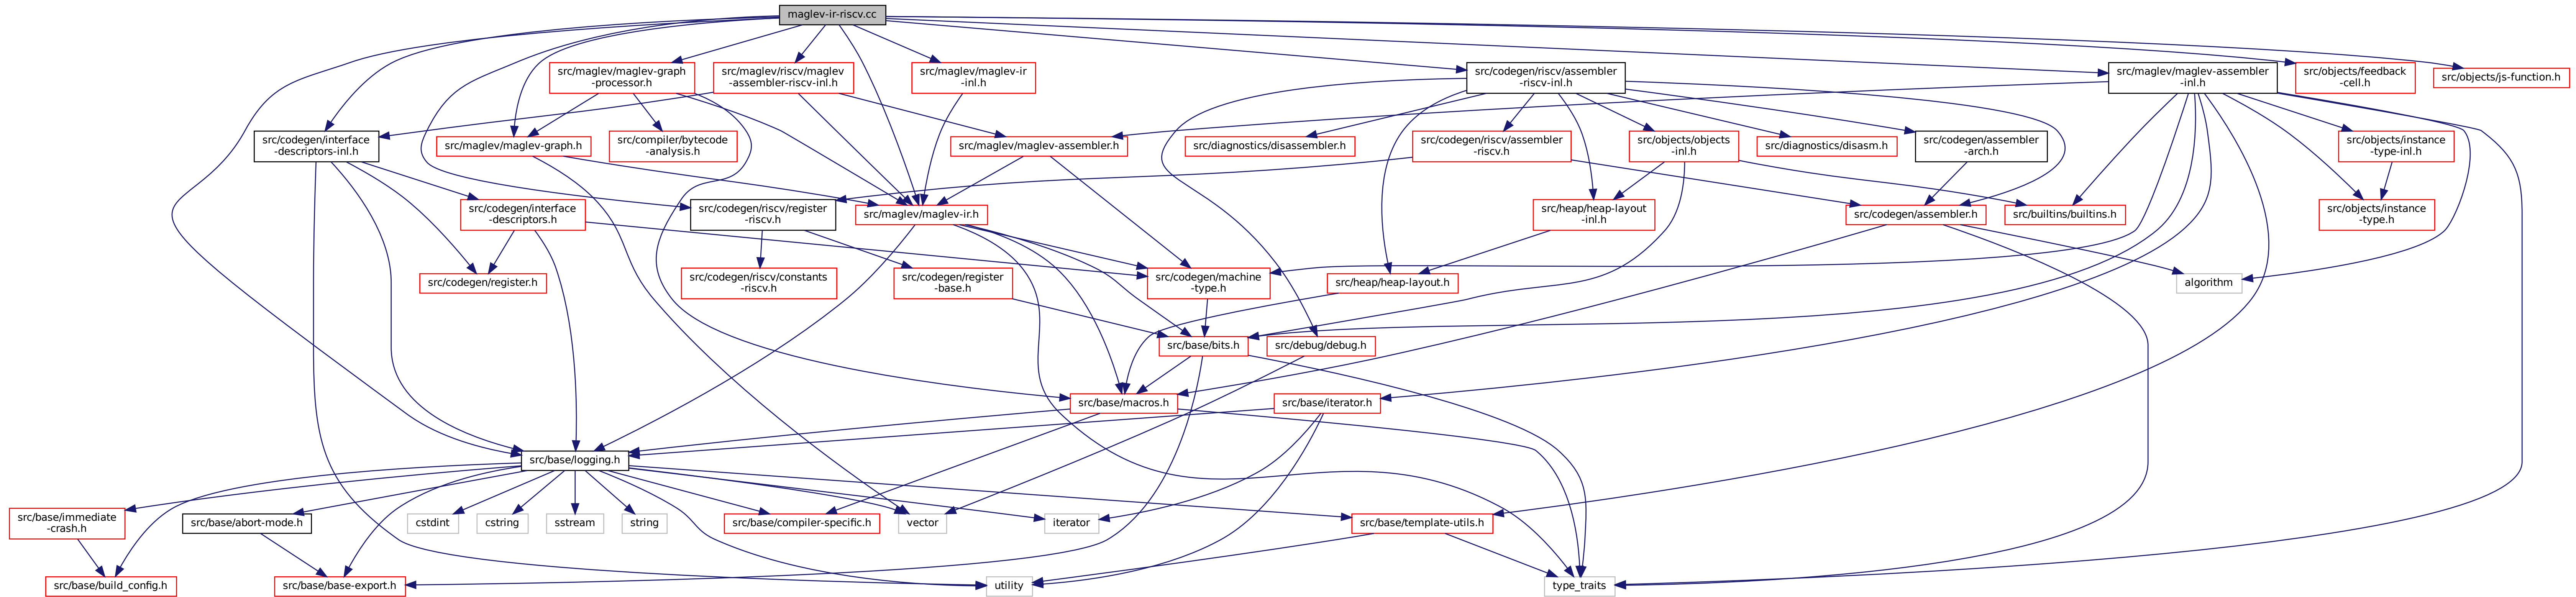 maglev-ir-riscv.cc
src/maglev/maglev-graph
-processor.h
src/maglev/riscv/maglev
-assembler-riscv-inl.h
src/maglev/maglev-ir
-inl.h
src/codegen/riscv/assembler
-riscv-inl.h
src/maglev/maglev-assembler
-inl.h
src/objects/feedback
-cell.h
src/objects/js-function.h
src/codegen/interface
-descriptors-inl.h
src/maglev/maglev-graph.h
src/compiler/bytecode
-analysis.h
src/maglev/maglev-assembler.h
src/diagnostics/disassembler.h
src/codegen/riscv/assembler
-riscv.h
src/objects/objects
-inl.h
src/diagnostics/disasm.h
src/codegen/assembler
-arch.h
src/objects/instance
-type-inl.h
src/codegen/interface
-descriptors.h
src/codegen/riscv/register
-riscv.h
src/maglev/maglev-ir.h
src/heap/heap-layout
-inl.h
src/codegen/assembler.h
src/builtins/builtins.h
src/objects/instance
-type.h
src/codegen/register.h
src/codegen/riscv/constants
-riscv.h
src/codegen/register
-base.h
src/codegen/machine
-type.h
src/heap/heap-layout.h
algorithm
src/base/bits.h
src/debug/debug.h
src/base/macros.h
src/base/iterator.h
src/base/logging.h
src/base/immediate
-crash.h
src/base/abort-mode.h
cstdint
cstring
sstream
string
src/base/compiler-specific.h
vector
iterator
src/base/template-utils.h
src/base/build_config.h
src/base/base-export.h
utility
type_traits